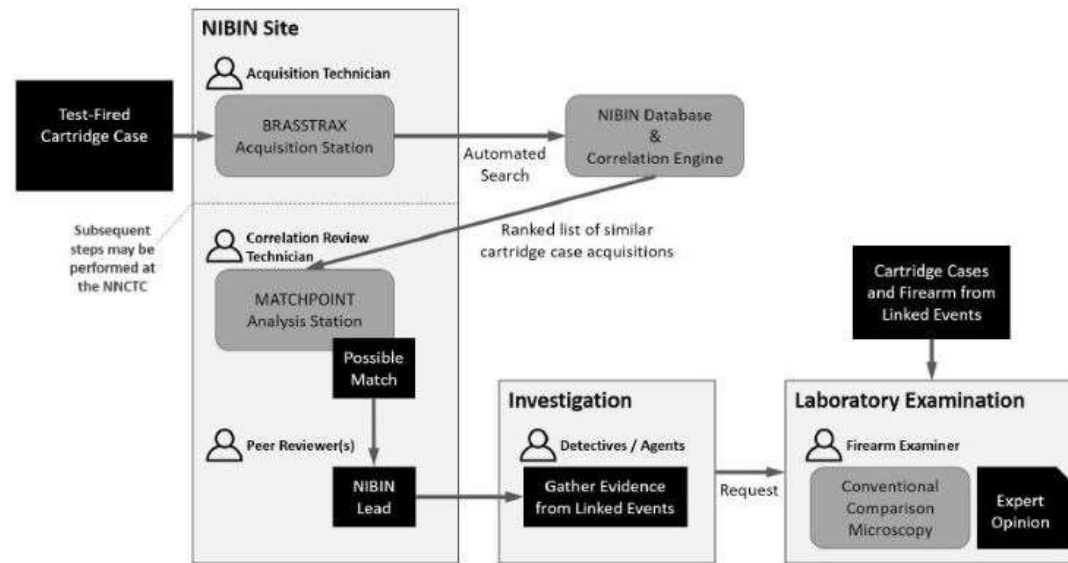 NIBIN Site
Acquisition Technician
Test-Fired
Cartridge Case
BRASSTRAX
Acquisition Station
Automated
Search
NIBIN Database
&
Correlation Engine
Subsequent
steps may be
performed at
the NNCTC
Correlation Review
Technician
Ranked list of similar
cartridge case acquisitions
MATCHPOINT
Analysis Station
Possible
Match
Peer Reviewer(s)
NIBIN
Lead
Investigation
Detectives / Agents
Gather Evidence
from Linked Events
Request
Cartridge Cases
and Firearm from
Linked Events
Laboratory Examination
Firearm Examiner
Conventional
Comparison
Microscopy
Expert
Opinion